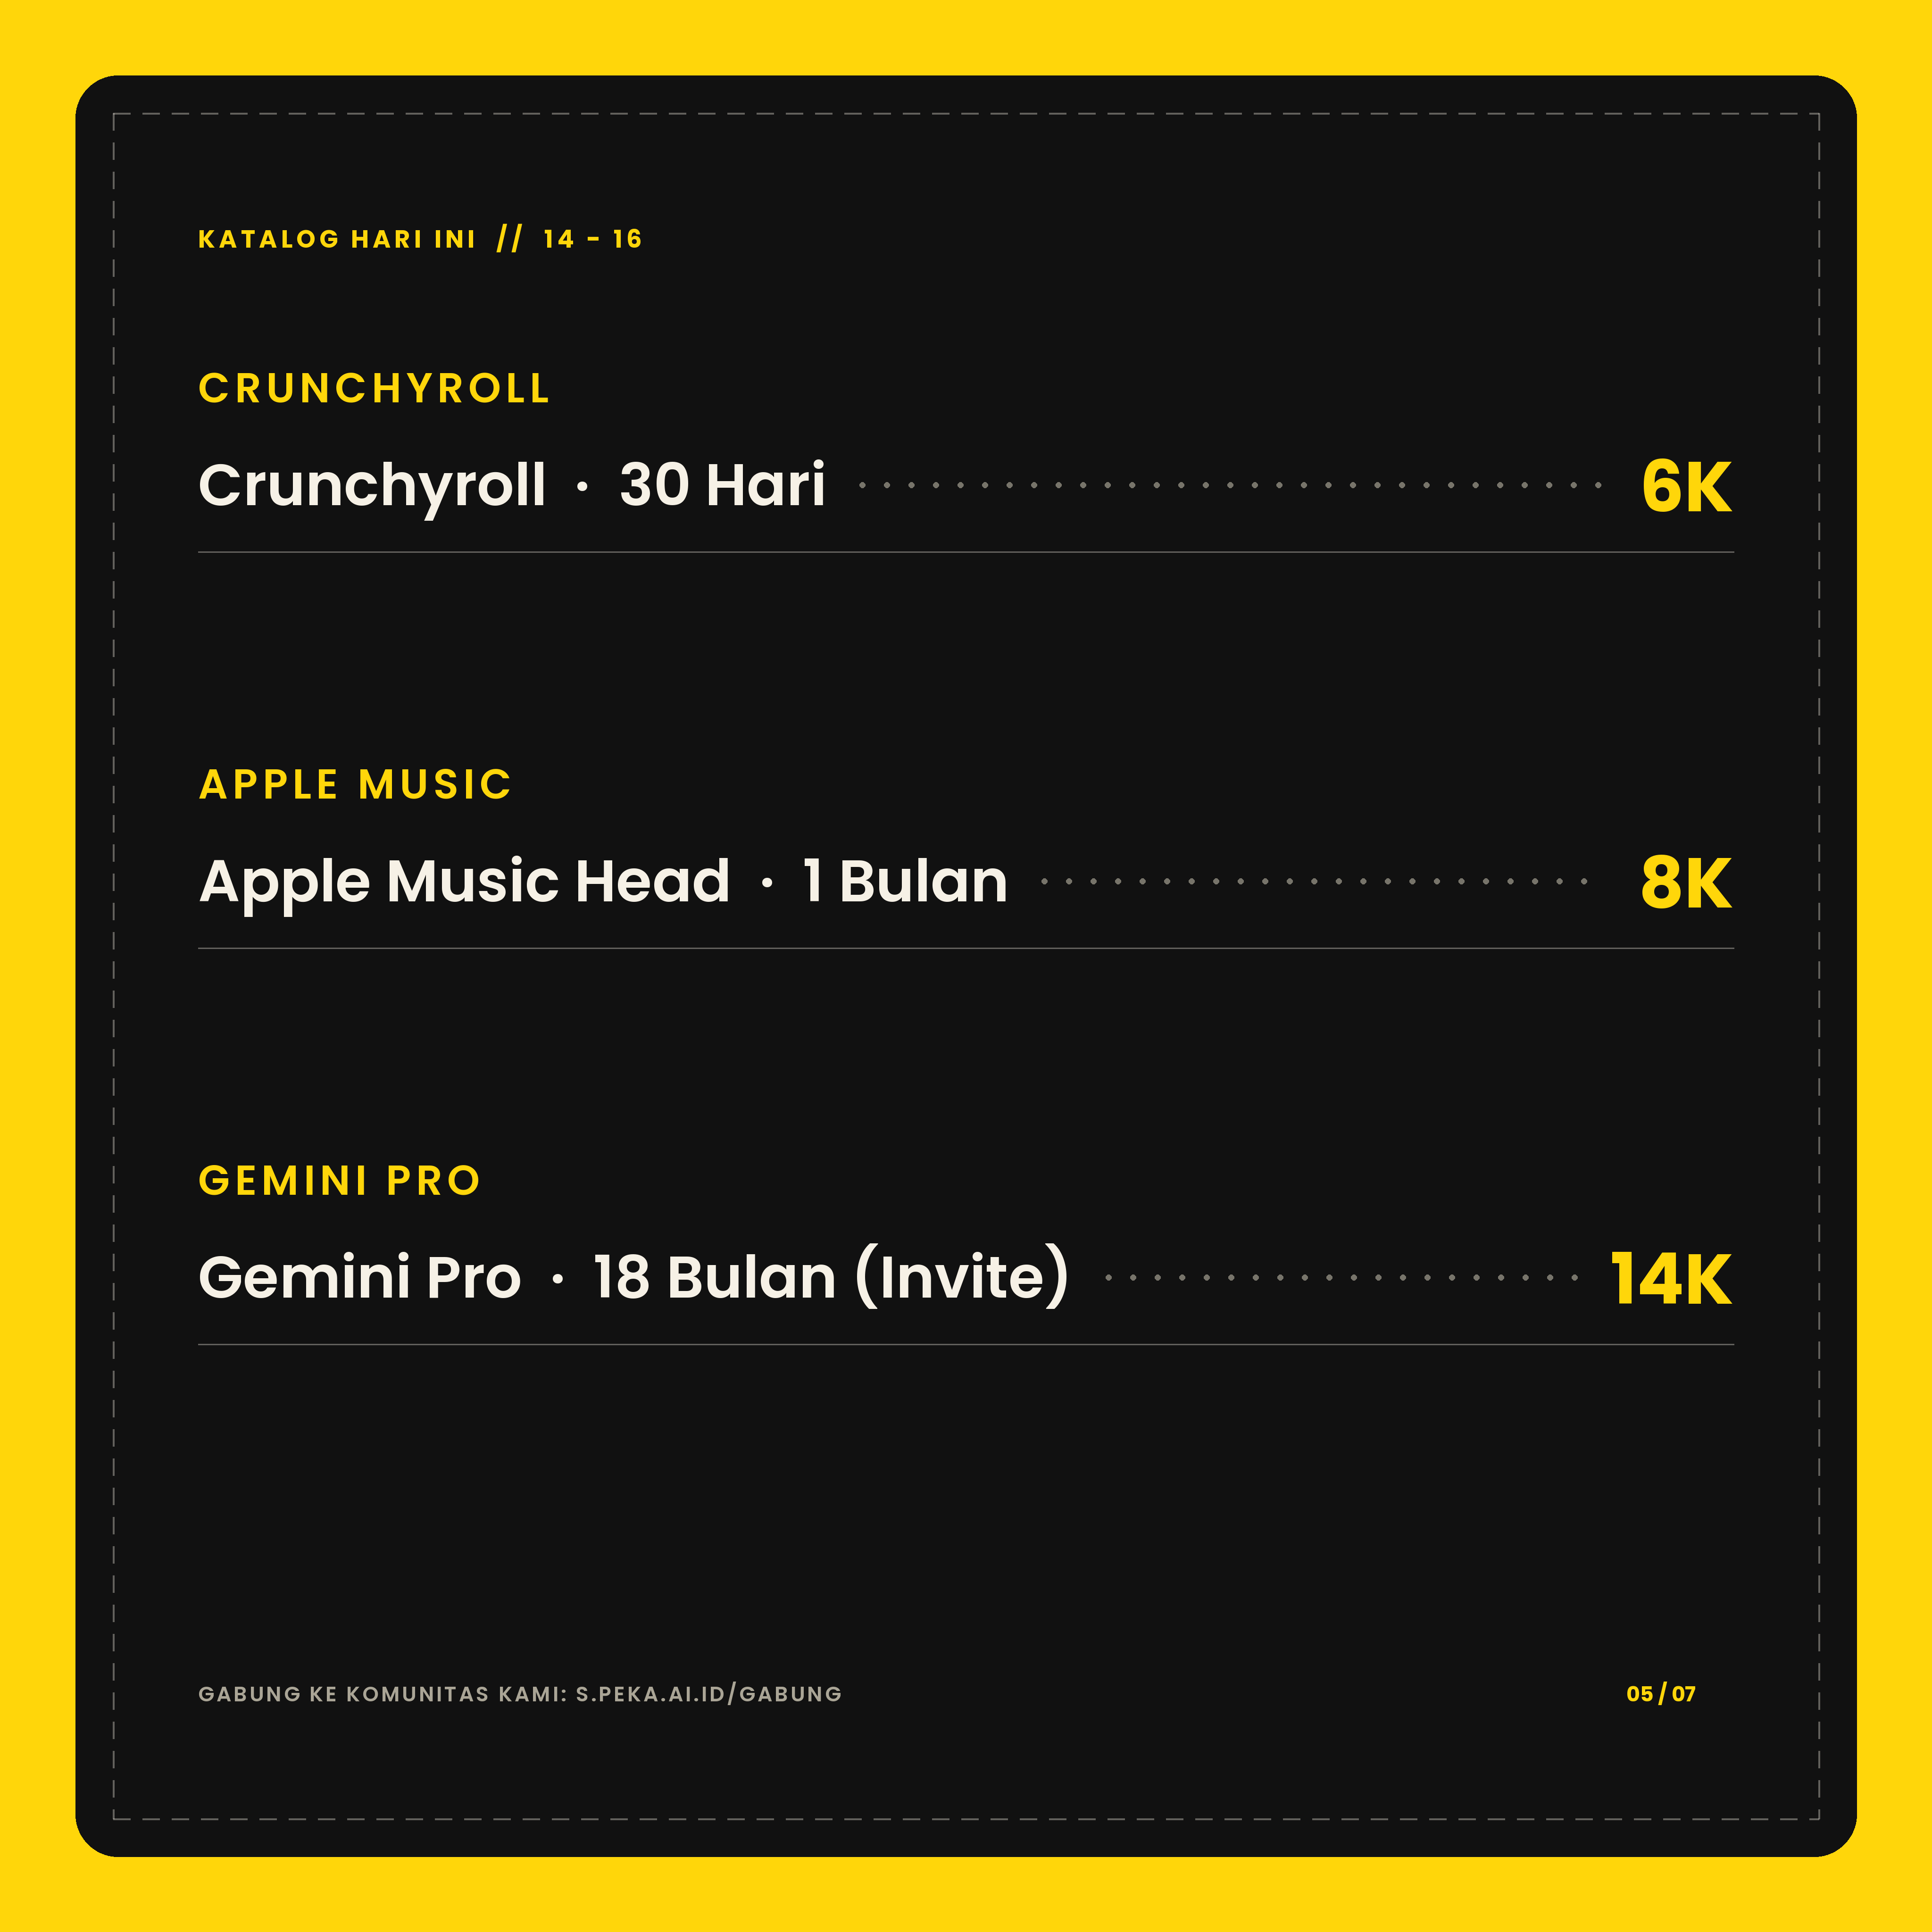 KATALOG HARI INI // 14 - 16
CRUNCHYROLL
Crunchyroll · 30 Hari 6K
APPLE MUSIC
Apple Music Head · 1 Bulan 8K
GEMINI PRO
Gemini Pro · 18 Bulan (Invite) 14K
GABUNG KE KOMUNITAS KAMI: S.PEKA.AI.ID/GABUNG 05 / 07